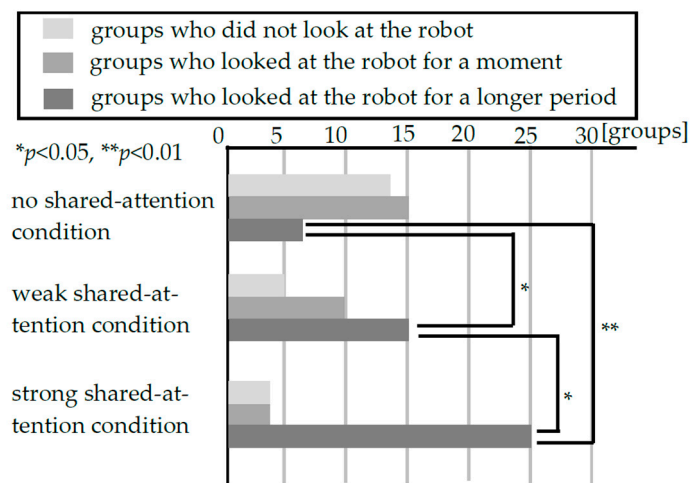 groups who did not look at the robot
groups who looked at the robot for a moment
groups who looked at the robot for a longer period
0 5 10 15 20 25 30 [groups]
*p<0.05, **p<0.01
no shared-attention
condition
weak shared-at-
tention condition
*
**
strong shared-at-
tention condition
*